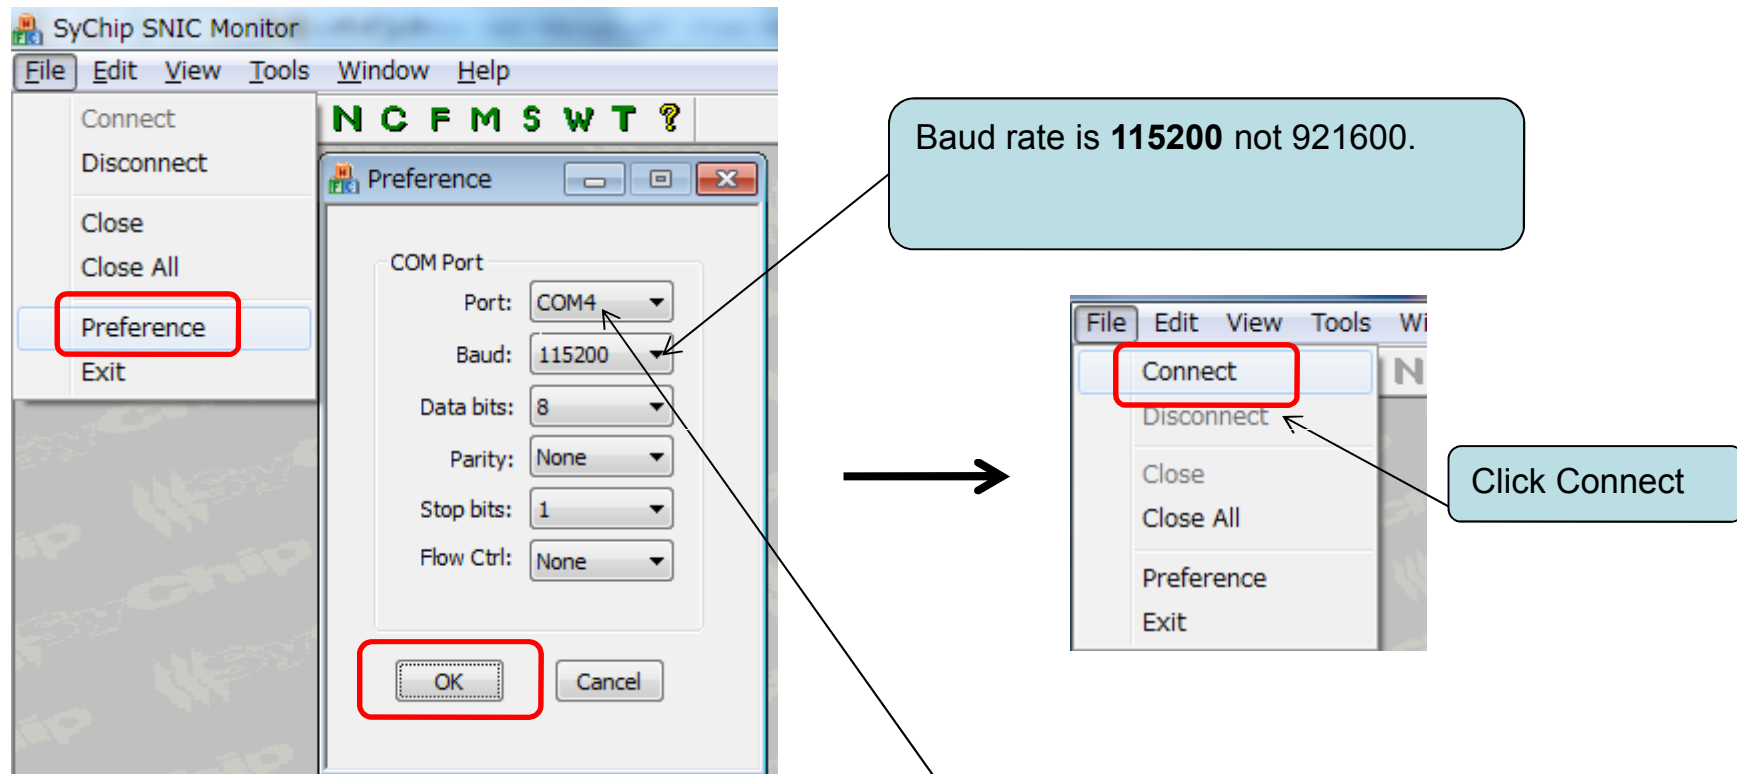 SyChip SNIC Monitor
File Edit View Tools Window Help
Connect
Disconnect
Close
Close All
Preference
Exit
N C F M S W T ?
Preference
COM Port
Port: COM4
Baud: 115200
Data bits: 8
Parity: None
Stop bits: 1
Flow Ctrl: None
OK Cancel
Baud rate is 115200 not 921600.
File Edit View Tools Wi
Connect
N
Disconnect
Close
Close All
Preference
Exit
Click Connect